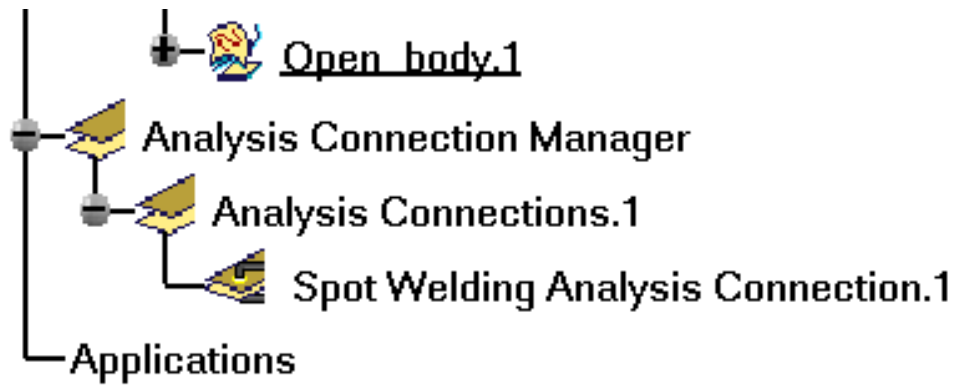 Open_body.1
Analysis Connection Manager
Analysis Connections.1
Spot Welding Analysis Connection.1
Applications